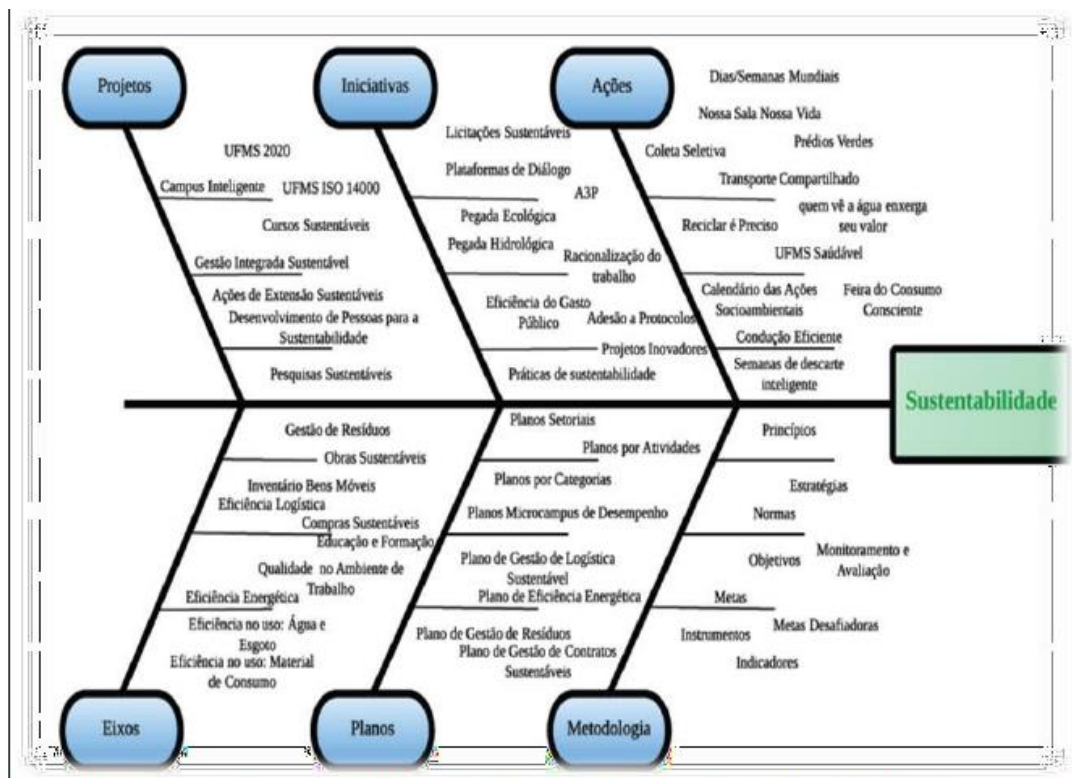 Projetos
UFMS 2020
Campus Inteligente
UFMS ISO 14000
Cursos Sustentáveis
Gestão Integrada Sustentável
Ações de Extensão Sustentáveis
Desenvolvimento de Pessoas para a
Sustentabilidade
Pesquisas Sustentáveis
Iniciativas
Licitações Sustentáveis
Plataformas de Diálogo
A3P
Pegada Ecológica
Pegada Hidrológica
Racionalização do
trabalho
Eficiência do Gasto
Público
Adesão a Protocolos
Projetos Inovadores
Práticas de sustentabilidade
Ações
Dias/Semanas Mundiais
Nossa Sala Nossa Vida
Prédios Verdes
Coleta Seletiva
Transporte Compartilhado
quem vê a água enxerga
seu valor
Reciclar é Preciso
UFMS Saúdável
Calendário das Ações
Socioambientais
Feira do Consumo
Consciente
Condução Eficiente
Semanas de descarte
inteligente
Sustentabilidade
Gestão de Resíduos
Obras Sustentáveis
Inventário Bens Móveis
Eficiência Logística
Compras Sustentáveis
Educação e Formação
Qualidade no Ambiente de
Trabalho
Eficiência Energética
Eficiência no uso: Água e
Esgoto
Eficiência no uso: Material
de Consumo
Eixos
Planos Setoriais
Planos por Atividades
Planos por Categorias
Planos Microcampus de Desempenho
Plano de Gestão de Logística
Sustentável
Plano de Eficiência Energética
Plano de Gestão de Resíduos
Plano de Gestão de Contratos
Sustentáveis
Planos
Princípios
Estratégias
Normas
Objetivos
Monitoramento e
Avaliação
Metas
Metas Desafiadoras
Instrumentos
Indicadores
Metodologia